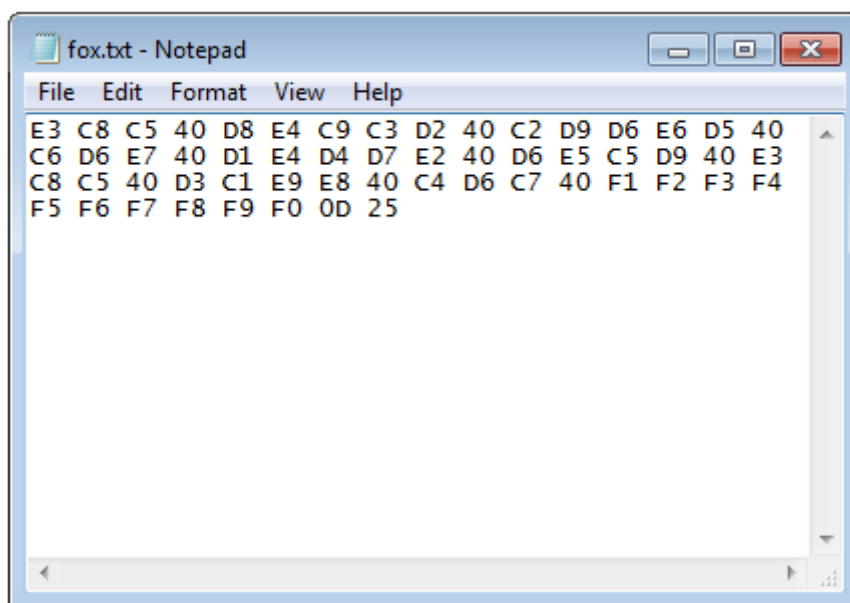 fox.txt - Notepad
File Edit Format View Help
E3 C8 C5 40 D8 E4 C9 C3 D2 40 C2 D9 D6 E6 D5 40
C6 D6 E7 40 D1 E4 D4 D7 E2 40 D6 E5 C5 D9 40 E3
C8 C5 40 D3 C1 E9 E8 40 C4 D6 C7 40 F1 F2 F3 F4
F5 F6 F7 F8 F9 F0 0D 25